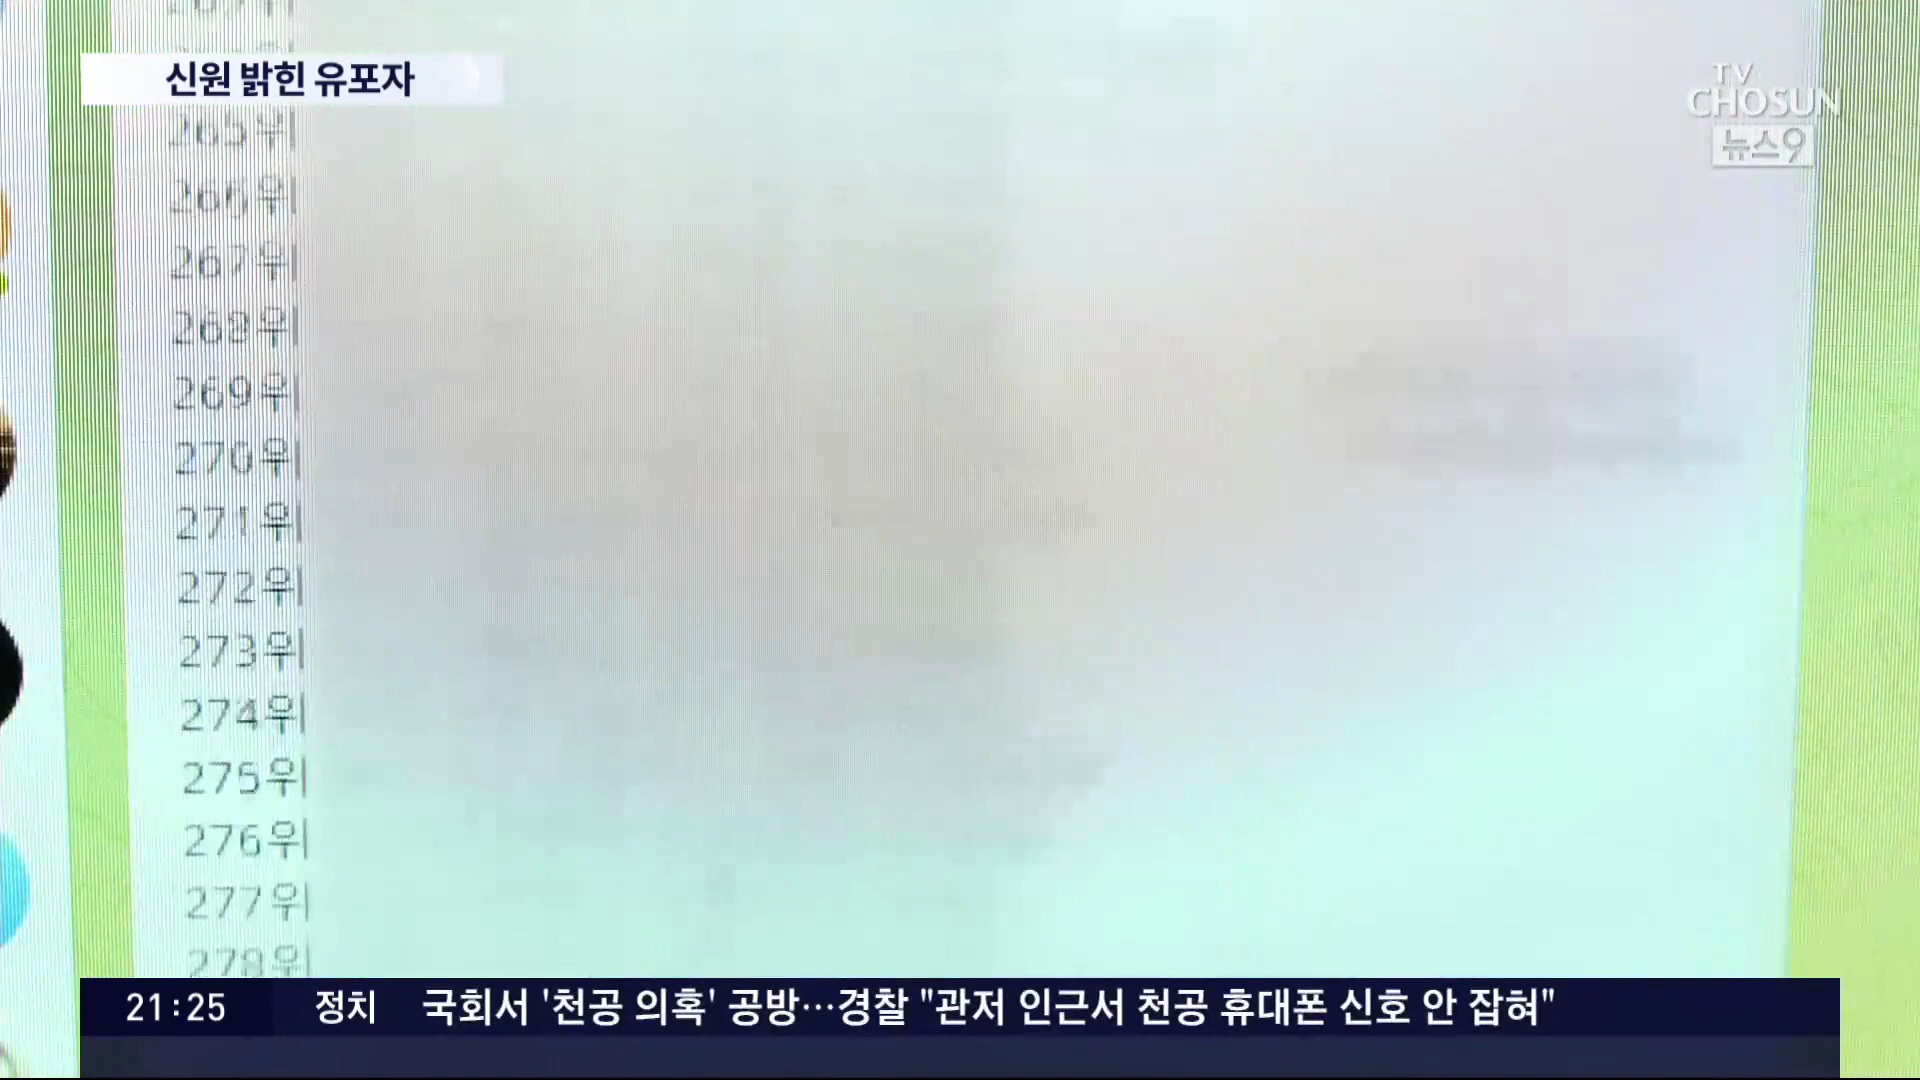 신원 밝힌 유포자
TV
CHOSUN
뉴스9
265위
266위
267위
268위
269위
270위
271위
272위
273위
274위
275위
276위
277위
278위
21:25 정치 국회서 '천공 의혹' 공방…경찰 "관저 인근서 천공 휴대폰 신호 안 잡혀"